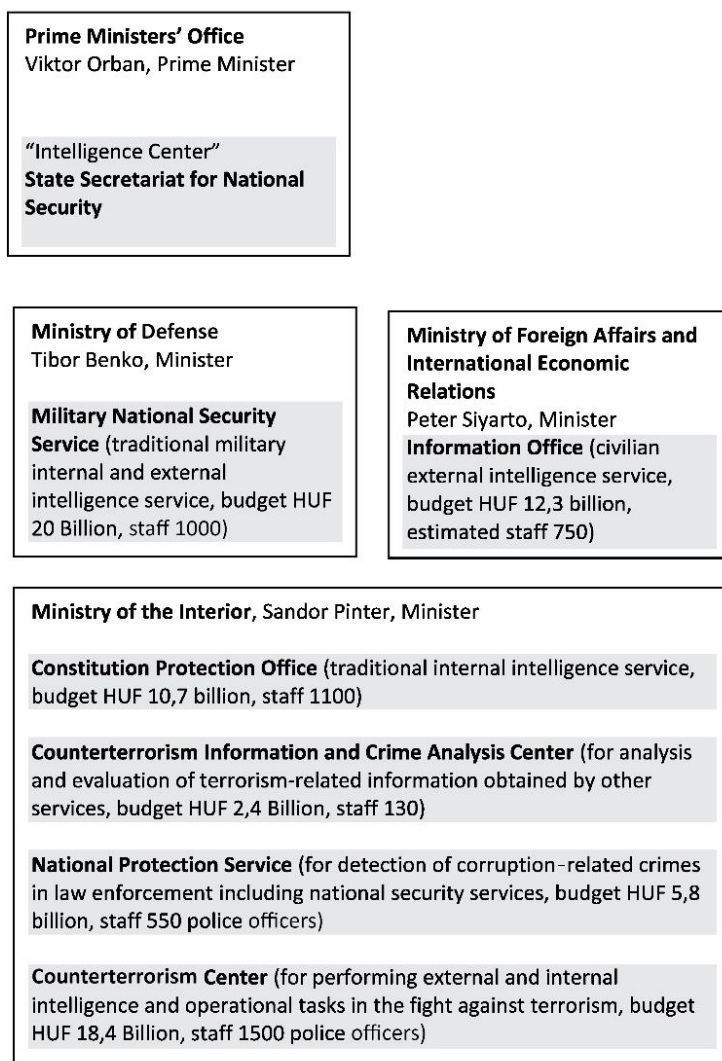 Prime Ministers' Office
Viktor Orban, Prime Minister
“Intelligence Center”
State Secretariat for National
Security
Ministry of Defense
Tibor Benko, Minister
Military National Security
Service (traditional military
internal and external
intelligence service, budget HUF
20 Billion, staff 1000)
Ministry of Foreign Affairs and
International Economic
Relations
Peter Siyarto, Minister
Information Office (civilian
external intelligence service,
budget HUF 12,3 billion,
estimated staff 750)
Ministry of the Interior, Sandor Pinter, Minister
Constitution Protection Office (traditional internal intelligence service,
budget HUF 10,7 billion, staff 1100)
Counterterrorism Information and Crime Analysis Center (for analysis
and evaluation of terrorism-related information obtained by other
services, budget HUF 2,4 Billion, staff 130)
National Protection Service (for detection of corruption-related crimes
in law enforcement including national security services, budget HUF 5,8
billion, staff 550 police officers)
Counterterrorism Center (for performing external and internal
intelligence and operational tasks in the fight against terrorism, budget
HUF 18,4 Billion, staff 1500 police officers)